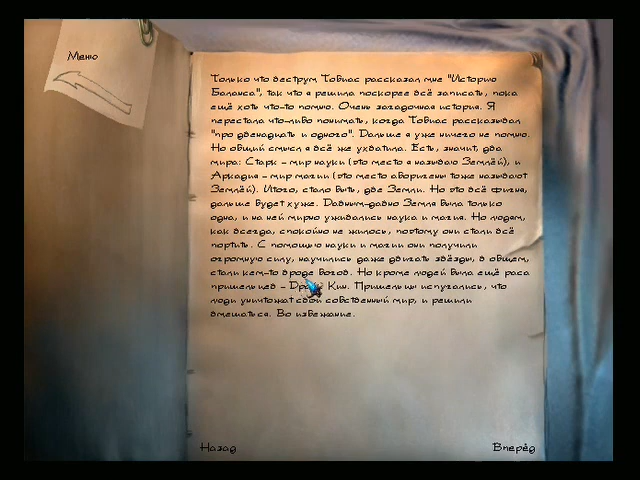 Меню
Только что веструм Тобиас рассказал мне "Историю
Баланса", так что я решила поскорее всё записать, пока
ещё хоть что-то помню. Очень загадочная история. Я
перестала что-либо понимать, когда Тобиас рассказывал
"про двенадцать и одного". Дальше я уже ничего не помню.
Но общий смысл я всё же ухватила. Есть, значит, два
мира: Старк - мир науки (это место я называю Землёй), и
Аркадия - мир магии (это место аборигены тоже называют
Землёй). Итого, стало быть, две Земли. Но это всё фигня,
дальше будет хуже. Давным-давно Земля была только
одна, и на ней мирно уживались наука и магия. Но людям,
как всегда, спокойно не жилось, поэтому они стали всё
портить. С помощью науки и магии они получили
огромную силу, научились даже двигать звёзды, в общем,
стали кем-то вроде богов. Но кроме людей была ещё раса
пришельцев - Кин. Пришельцы испугались, что
люди уничтожат свой собственный мир, и решили
вмешаться. Во избежание.
Назад
Вперёд